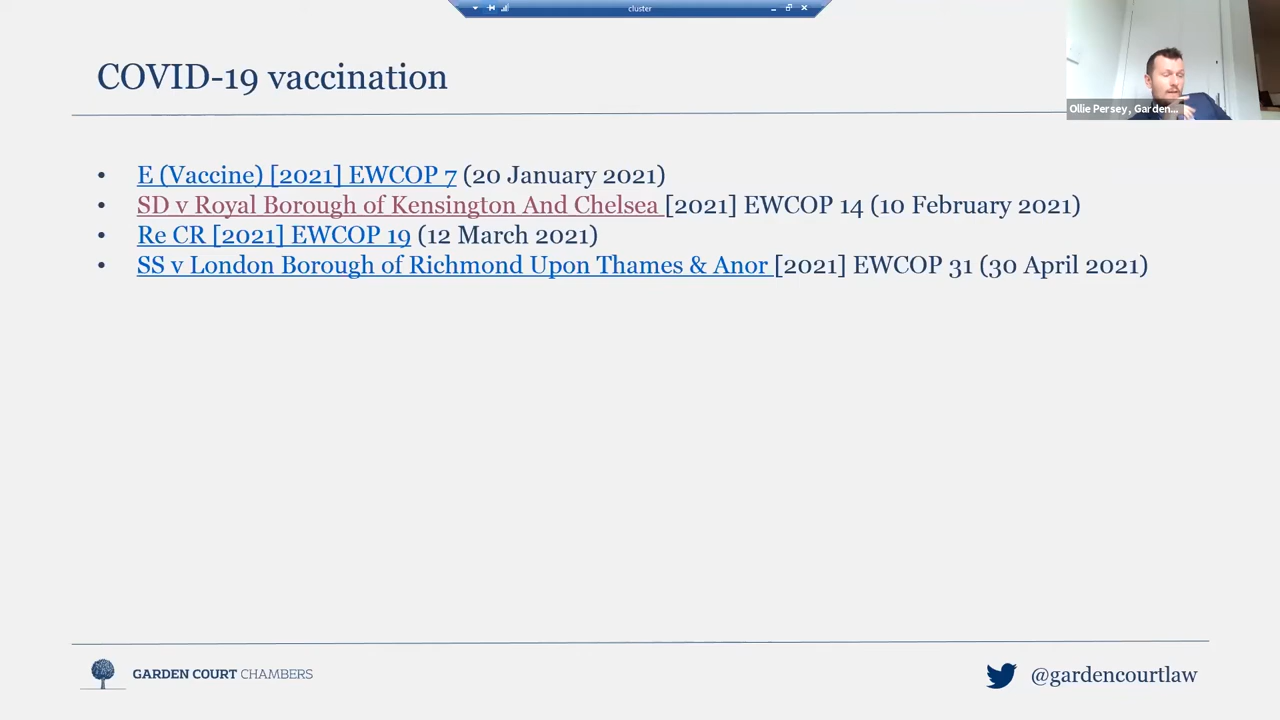 cluster
COVID-19 vaccination
Ollie Persey, Garden...
• E (Vaccine) [2021] EWCOP 7 (20 January 2021)
• SD v Royal Borough of Kensington And Chelsea [2021] EWCOP 14 (10 February 2021)
• Re CR [2021] EWCOP 19 (12 March 2021)
• SS v London Borough of Richmond Upon Thames & Anor [2021] EWCOP 31 (30 April 2021)
GARDEN COURT CHAMBERS
@gardencourtlaw